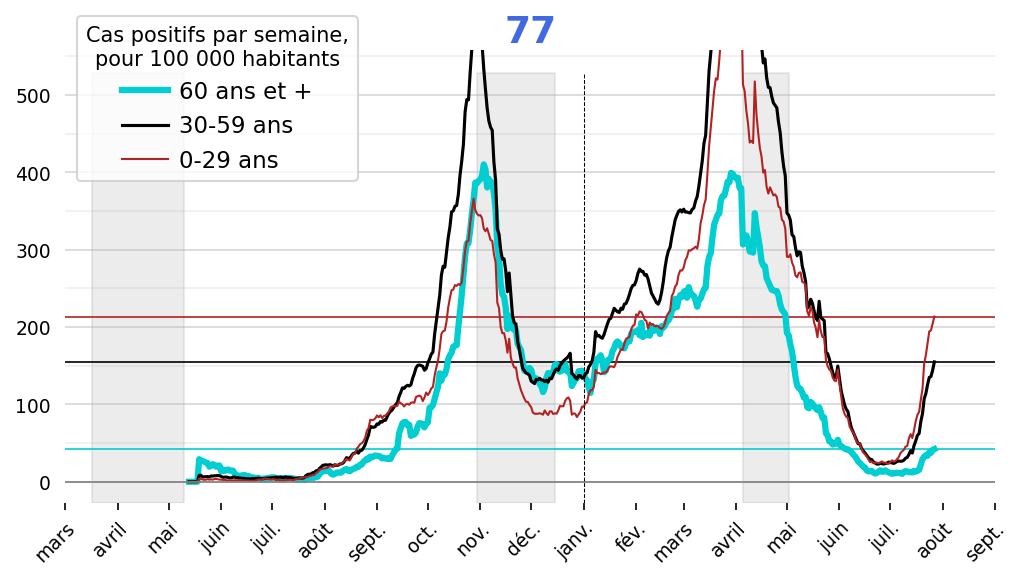 77
Cas positifs par semaine,
pour 100 000 habitants
60 ans et +
30-59 ans
0-29 ans
500
400
300
200
100
0
mars avril mai juin juil. août sept. oct. nov. déc. janv. fév. mars avril mai juin juil. août sept.